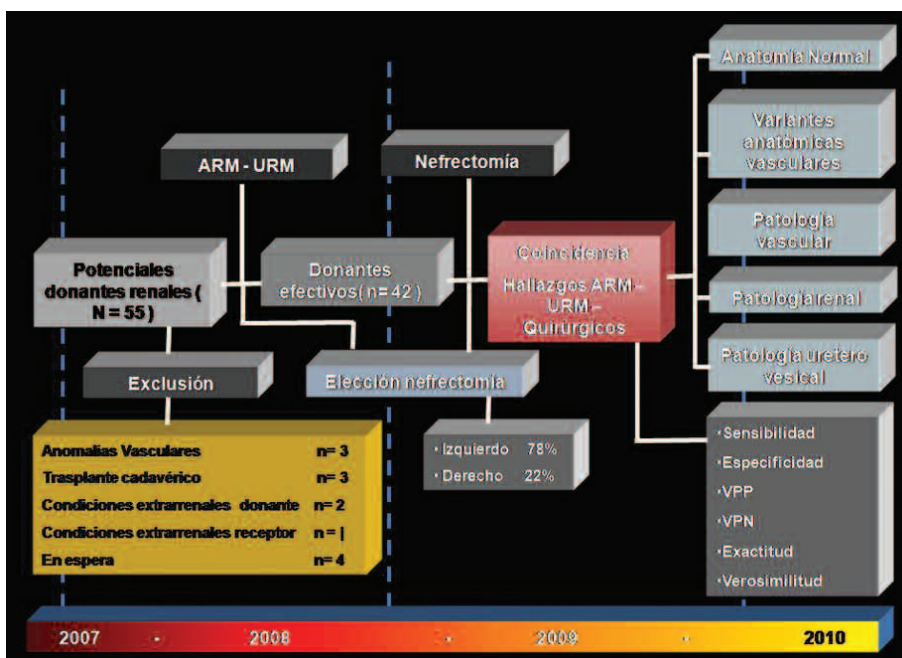 Anatomía Normal
Variantes
anatómicas
vasculares
Patología
vascular
Patología renal
Patología uretero
vesical
ARM - URM
Nefrectomía
Potenciales
donantes renales (
N = 55 )
Donantes
efectivos( n= 42)
Coincidencia
Hallazgos ARM –
URM –
Quirúrgicos
Exclusión
Elección nefrectomía
Anomalias Vasculares n= 3
Trasplante cadavérico n= 3
Condiciones extrarrenales donante n= 2
Condiciones extrarrenales receptor n= |
En espera n= 4
· Izquierdo 78%
· Derecho 22%
·Sensibilidad
·Especificidad
·VPP
·VPN
·Exactitud
·Verosimilitud
2007 - 2008 - 2009 - 2010